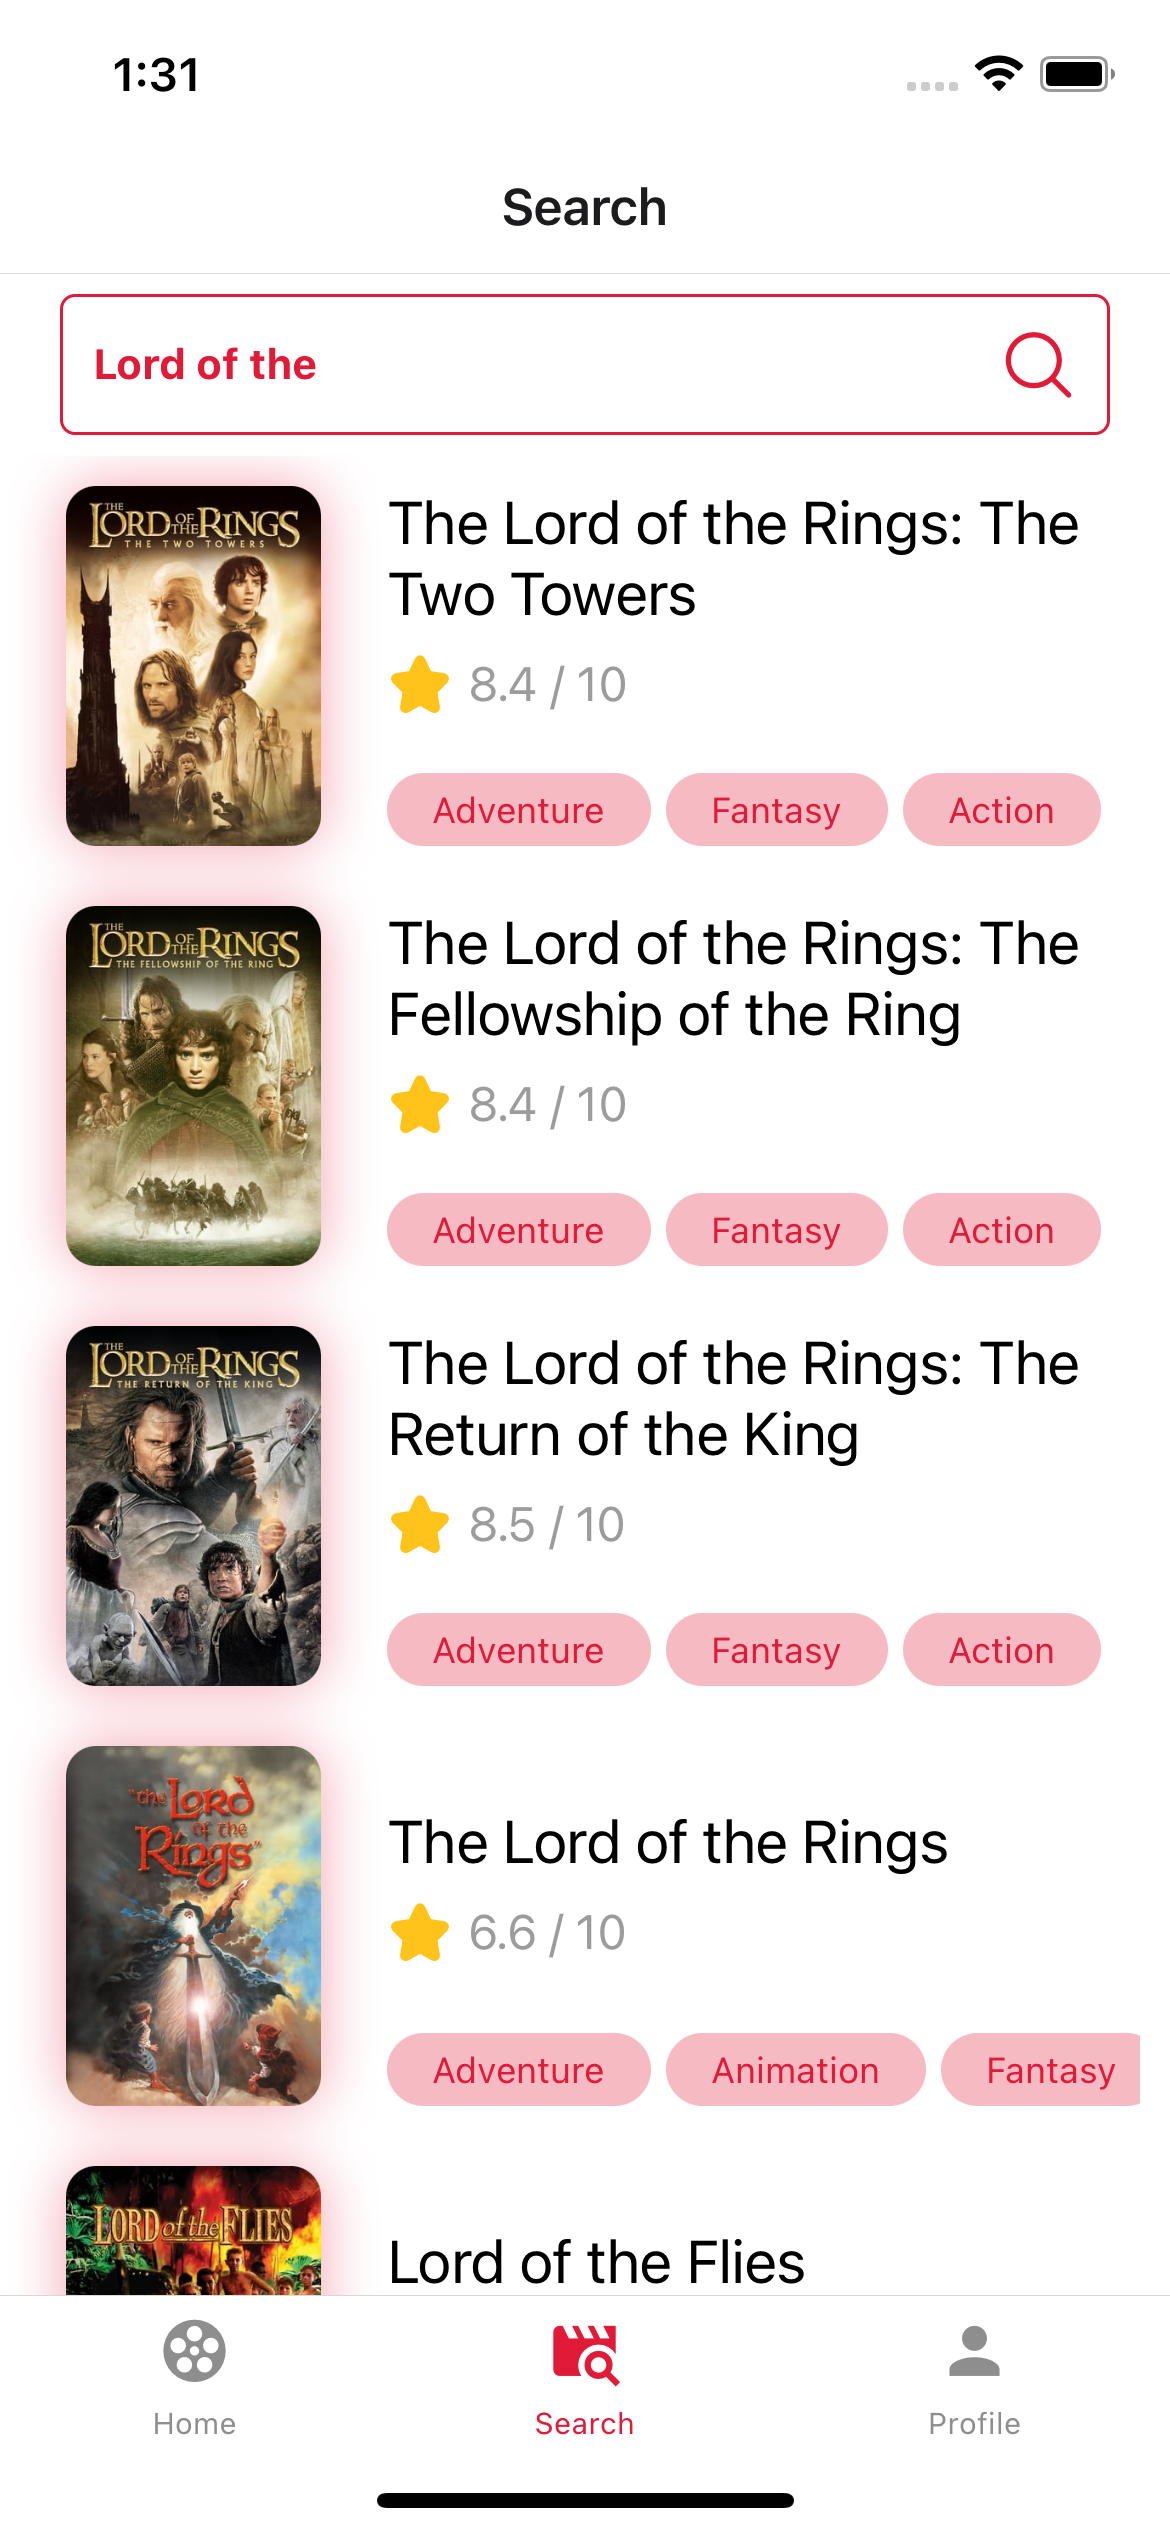 1:31
Search
Lord of the
THE
LORD OF THE RINGS
THE TWO TOWERS
The Lord of the Rings: The
Two Towers
8.4 / 10
Adventure
Fantasy
Action
THE
LORD OF THE RINGS
THE FELLOWSHIP OF THE RING
The Lord of the Rings: The
Fellowship of the Ring
8.4 / 10
Adventure
Fantasy
Action
THE
LORD OF THE RINGS
THE RETURN OF THE KING
The Lord of the Rings: The
Return of the King
8.5 / 10
Adventure
Fantasy
Action
"the Lord
of the
Rings"
The Lord of the Rings
6.6 / 10
Adventure
Animation
Fantasy
LORD of the FLIES
Lord of the Flies
Home
Search
Profile